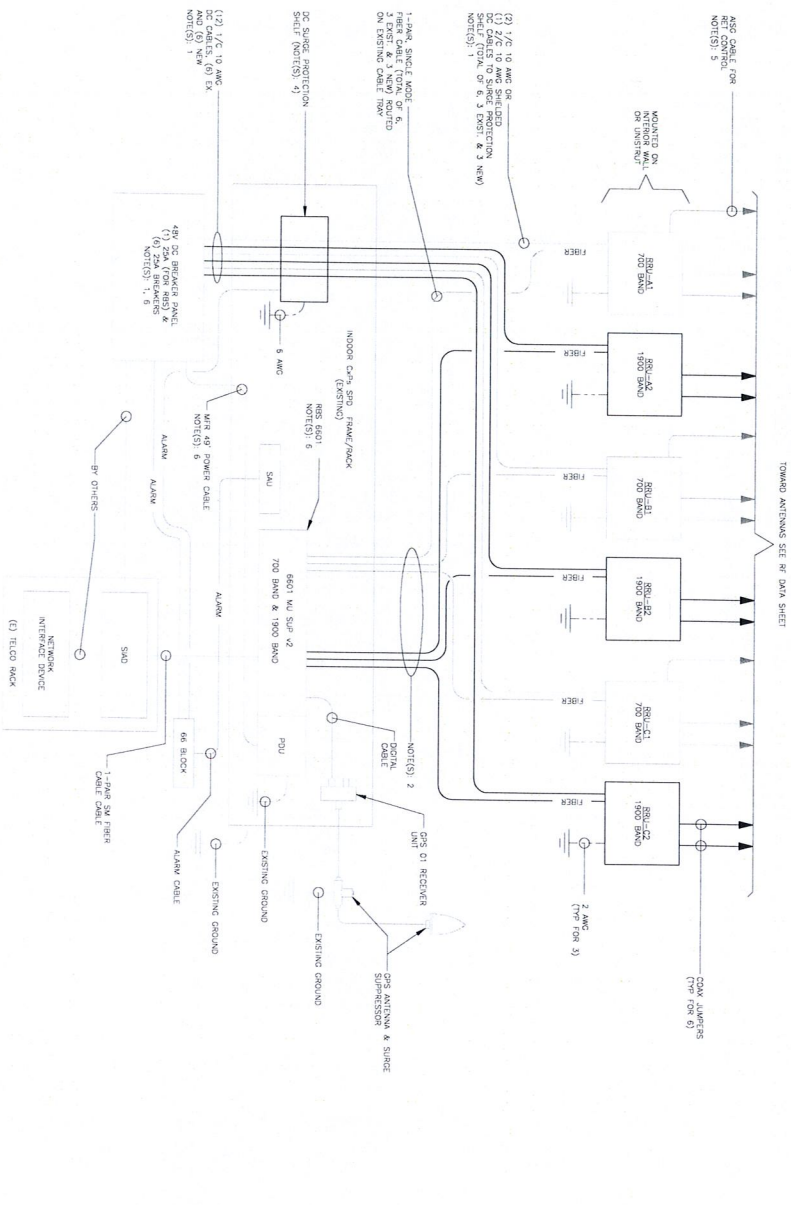 TOWARD ANTENNAS SEE RF DATA SHEET
AISG CABLE FOR
RET CONTROL
NOTE(S): 5
MOUNTED ON
INTERIOR WALL
OR UNISTRUT
RRU-A1
700 BAND
RRU-A2
1900 BAND
RRU-B1
700 BAND
RRU-B2
1900 BAND
RRU-C1
700 BAND
RRU-C2
1900 BAND
COAX JUMPERS
(TYP FOR 6)
FIBER
FIBER
FIBER
FIBER
FIBER
FIBER
2 AWG
(TYP FOR 3)
(2) 1/C 10 AWG OR
(1) 2/C 10 AWG SHIELDED
DC CABLES TO SURGE PROTECTION
SHELF (TOTAL OF 6, 3 EXIST. & 3 NEW)
NOTE(S): 1
1-PAIR, SINGLE MODE
FIBER CABLE (TOTAL OF 6,
3 EXIST. & 3 NEW) ROUTED
ON EXISTING CABLE TRAY
NOTE(S): 2
DC SURGE PROTECTION
SHELF (NOTE(S): 4)
6 AWG
INDOOR CxPs SPD FRAME/RACK
(EXISTING)
RBS 6601
NOTE(S): 6
DIGITAL
CABLE
GPS 01 RECEIVER
UNIT
GPS ANTENNA & SURGE
SUPPRESSOR
EXISTING GROUND
(12) 1/C 10 AWG
DC CABLES, (6) EX
AND (6) NEW
NOTE(S): 1
48V DC BREAKER PANEL
(1) 25A (FOR RBS) &
(6) 25A BREAKERS
NOTE(S): 1, 6
MFR 49' POWER CABLE
NOTE(S): 6
SAU
6601 MU SUP v2
700 BAND & 1900 BAND
PDU
EXISTING GROUND
ALARM
ALARM
ALARM
BY OTHERS
66 BLOCK
EXISTING GROUND
ALARM CABLE
SIAD
NETWORK
INTERFACE DEVICE
(E) TELCO RACK
1-PAIR SM FIBER
CABLE CABLE